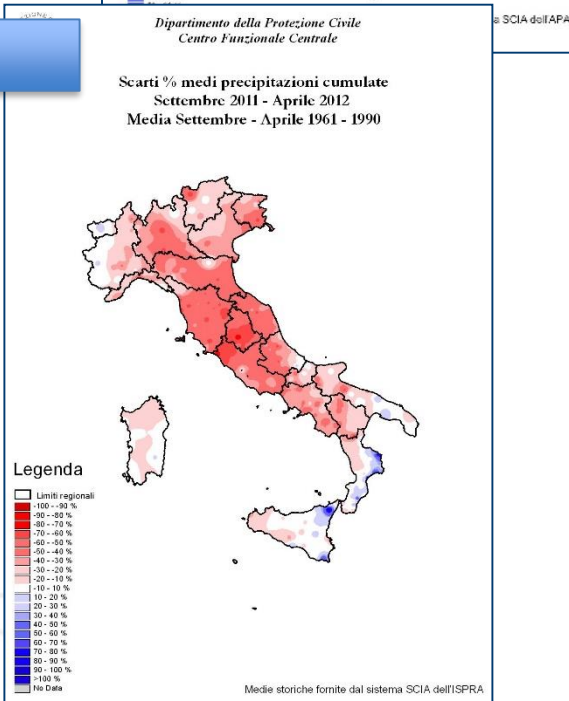 a SCIA dell'APA
Dipartimento della Protezione Civile
Centro Funzionale Centrale
Scarti % medi precipitazioni cumulate
Settembre 2011 - Aprile 2012
Media Settembre - Aprile 1961 - 1990
Legenda
Limiti regionali
-100 - -90 %
-90 - -80 %
-80 - -70 %
-70 - -60 %
-60 - -50 %
-50 - -40 %
-40 - -30 %
-30 - -20 %
-20 - -10 %
-10 - 10 %
10 - 20 %
20 - 30 %
30 - 40 %
40 - 50 %
50 - 60 %
60 - 70 %
70 - 80 %
80 - 90 %
90 - 100 %
>100 %
No Data
Medie storiche fornite dal sistema SCIA dell'ISPRA